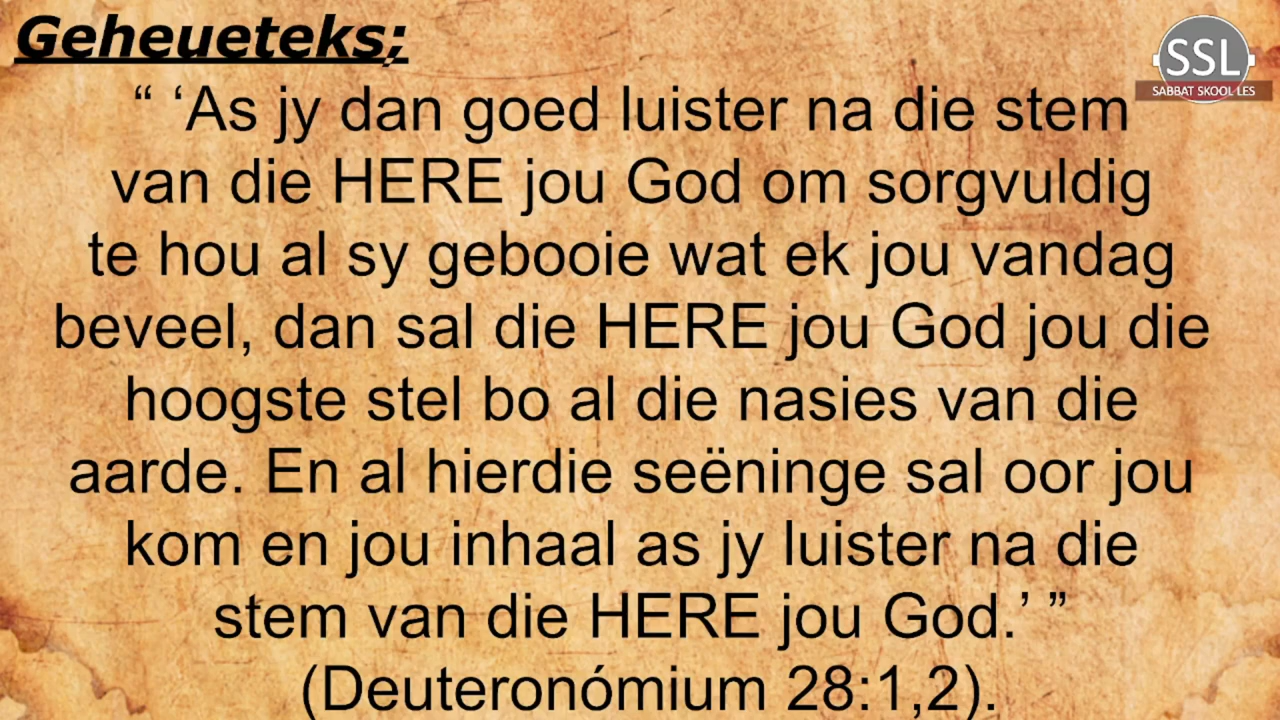 Geheueteks;
SSL
SABBAT SKOOL LES
“ ‘As jy dan goed luister na die stem
van die HERE jou God om sorgvuldig
te hou al sy gebooie wat ek jou vandag
beveel, dan sal die HERE jou God jou die
hoogste stel bo al die nasies van die
aarde. En al hierdie seëninge sal oor jou
kom en jou inhaal as jy luister na die
stem van die HERE jou God.’ ”
(Deuteronómium 28:1,2).